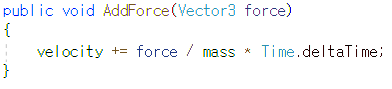 public void AddForce(Vector3 force)
{
    velocity += force / mass * Time.deltaTime;
}